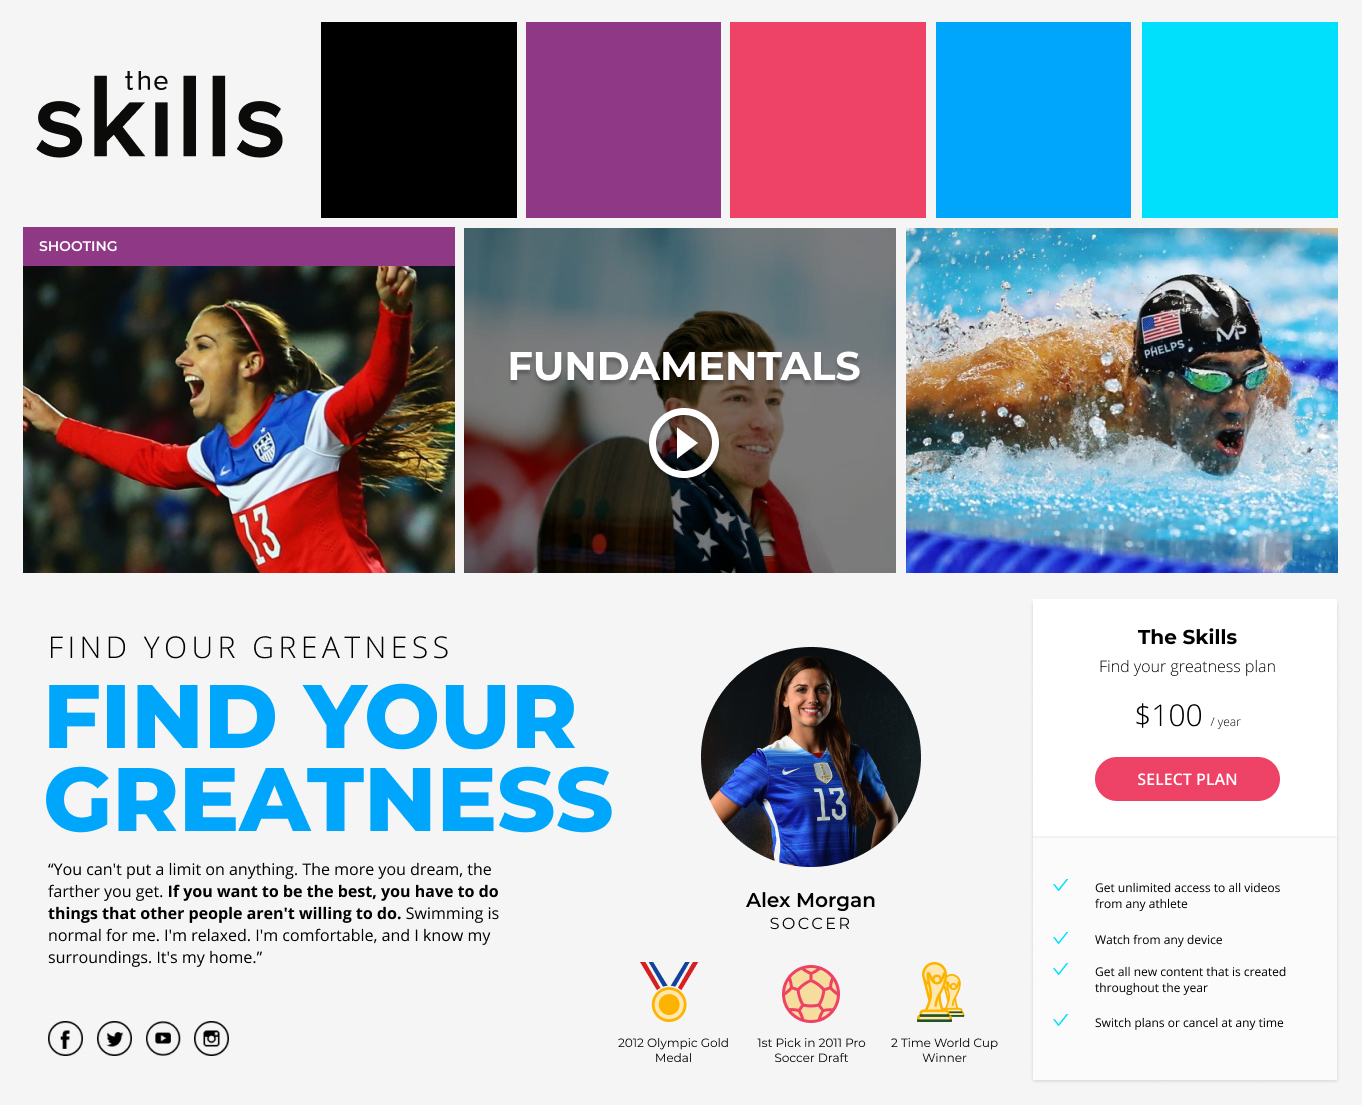 the
skills
SHOOTING
FUNDAMENTALS
PHELPS
MP
13
FIND YOUR GREATNESS
FIND YOUR
GREATNESS
“You can't put a limit on anything. The more you dream, the
farther you get. If you want to be the best, you have to do
things that other people aren't willing to do. Swimming is
normal for me. I'm relaxed. I'm comfortable, and I know my
surroundings. It's my home.”
13
Alex Morgan
SOCCER
2012 Olympic Gold
Medal
1st Pick in 2011 Pro
Soccer Draft
2 Time World Cup
Winner
The Skills
Find your greatness plan
$100 / year
SELECT PLAN
Get unlimited access to all videos
from any athlete
Watch from any device
Get all new content that is created
throughout the year
Switch plans or cancel at any time